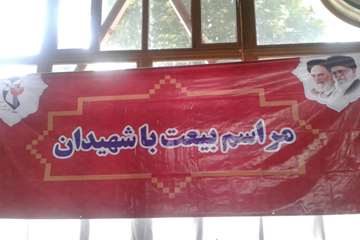 مراسم بیعت با شهیدان